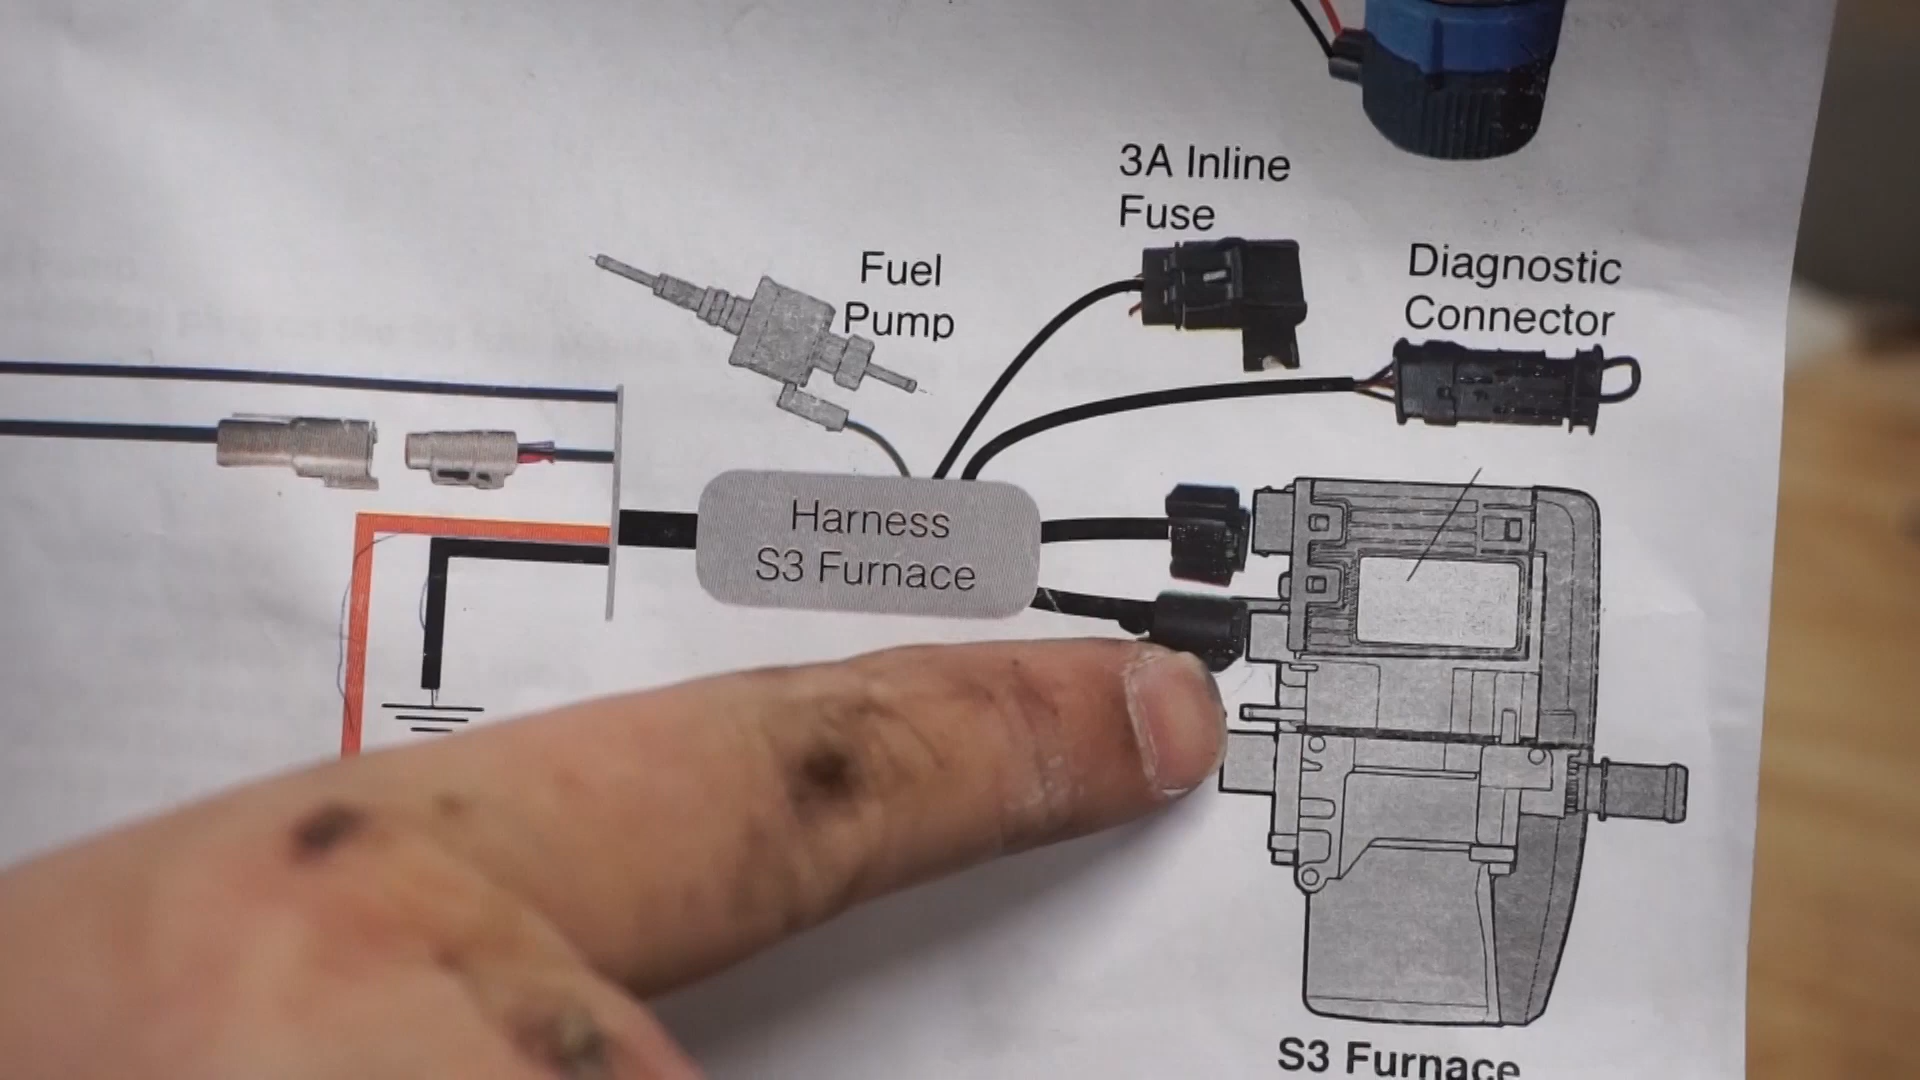 3A Inline
Fuse
Fuel
Pump
Diagnostic
Connector
Harness
S3 Furnace
S3 Furnace